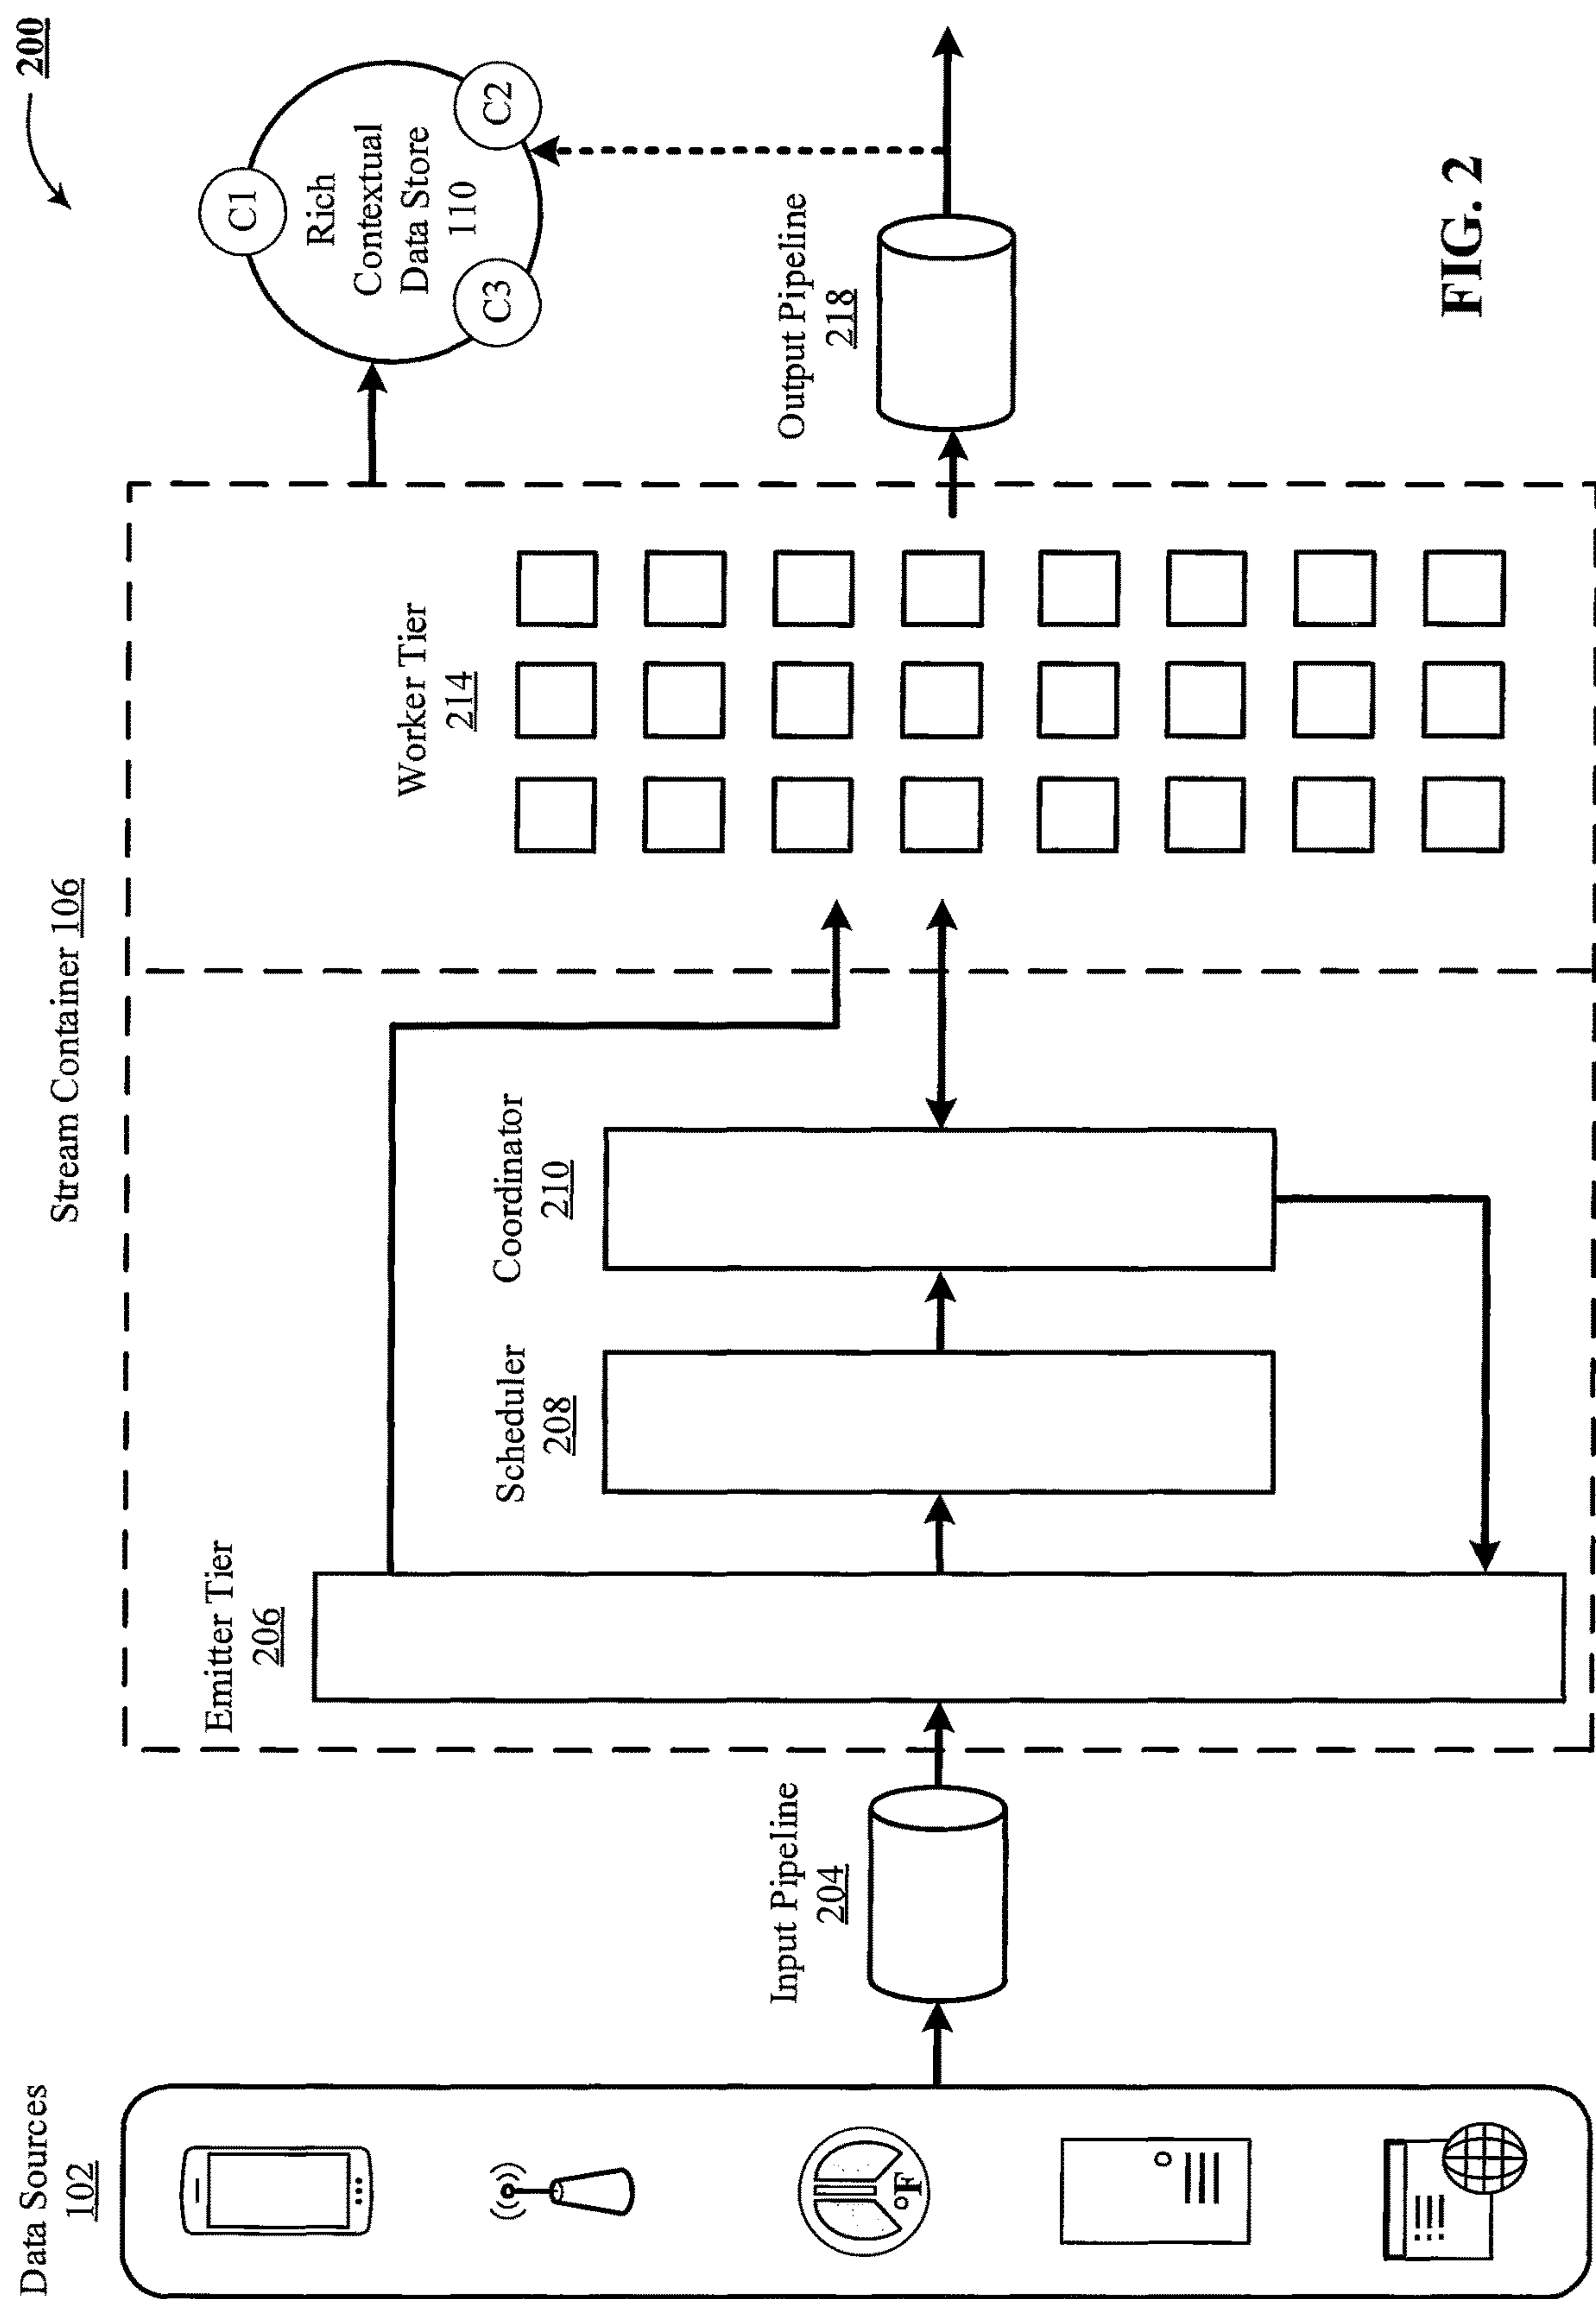 200
Data Sources
102
Input Pipeline
204
Stream Container 106
Emitter Tier
206
Scheduler
208
Coordinator
210
Worker Tier
214
C1
Rich
Contextual
Data Store
110
C3
C2
Output Pipeline
218
°F
FIG. 2